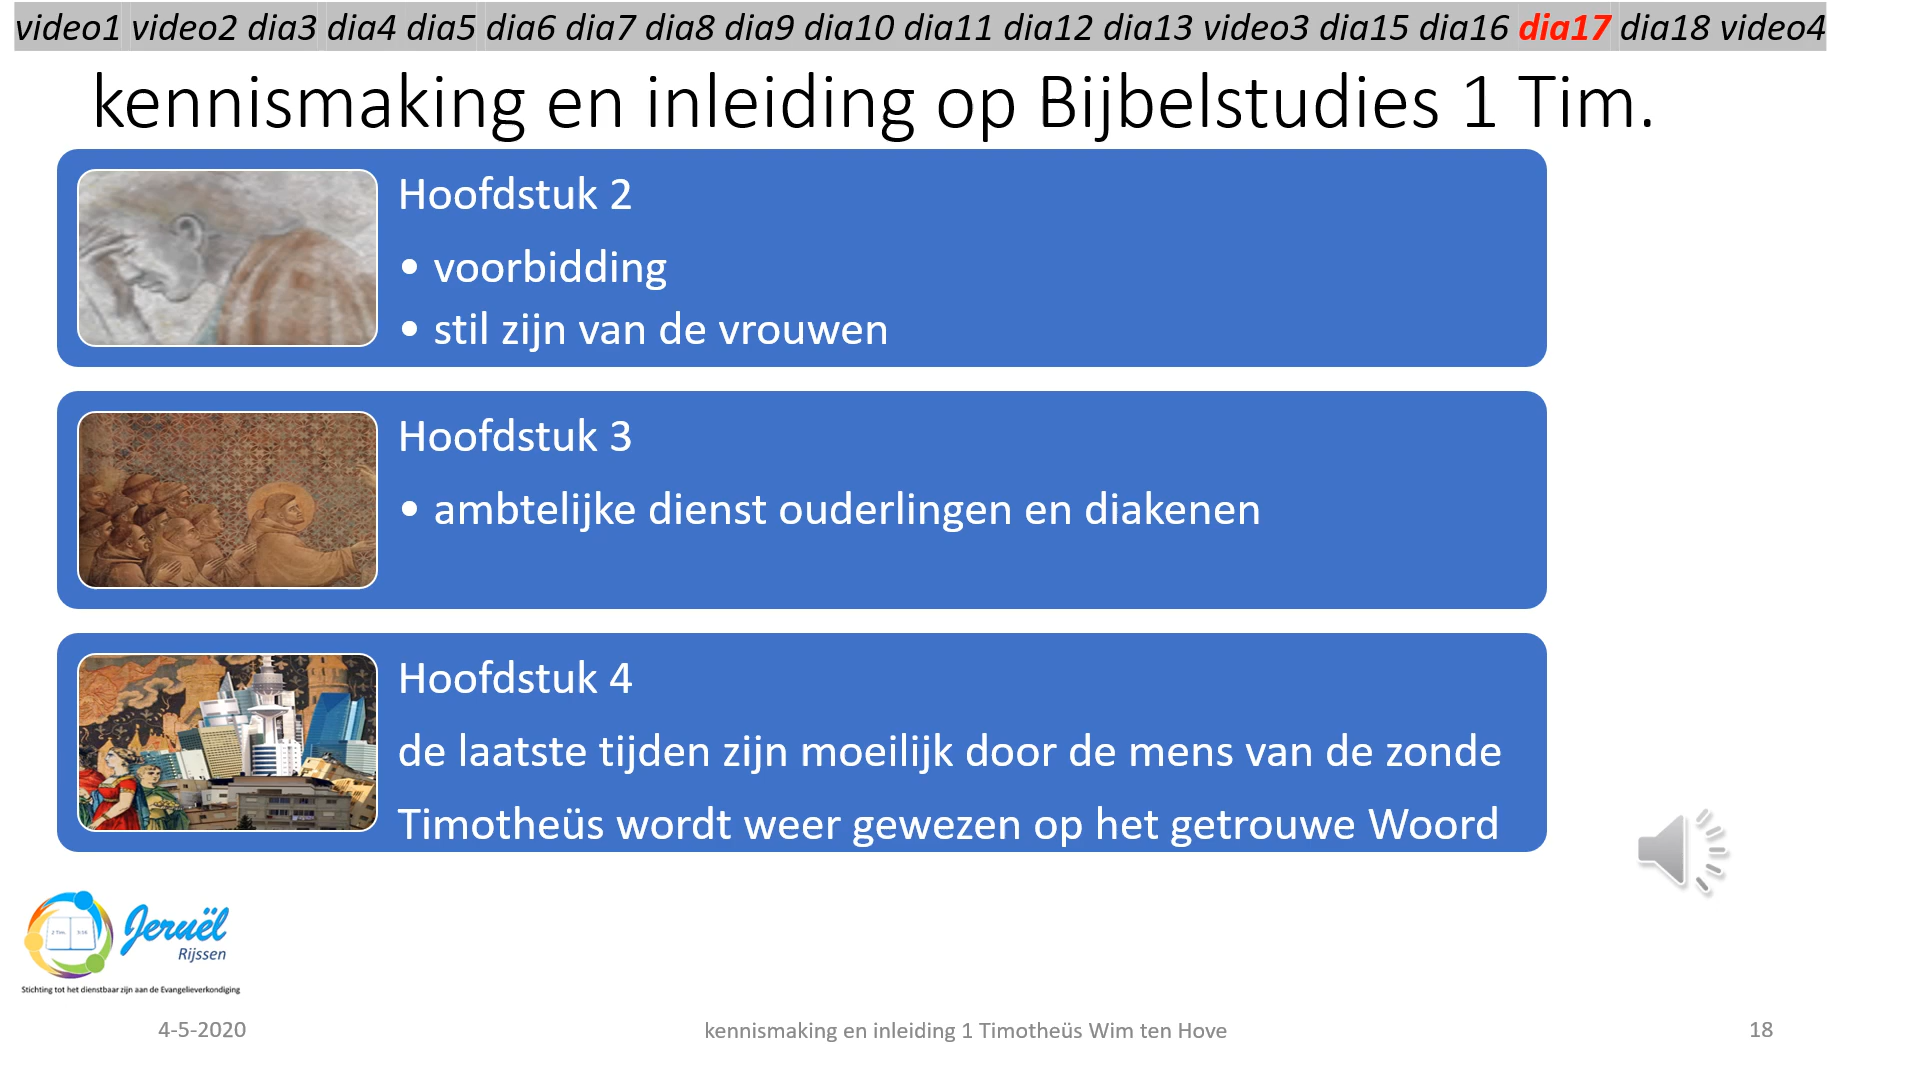 video1 video2 dia3 dia4 dia5 dia6 dia7 dia8 dia9 dia10 dia11 dia12 dia13 video3 dia15 dia16 dia17 dia18 video4
kennismaking en inleiding op Bijbelstudies 1 Tim.
Hoofdstuk 2
• voorbidding
• stil zijn van de vrouwen
Hoofdstuk 3
• ambtelijke dienst ouderlingen en diakenen
Hoofdstuk 4
de laatste tijden zijn moeilijk door de mens van de zonde
Timotheüs wordt weer gewezen op het getrouwe Woord
2 Tim. 3:16
Jeruël
Rijssen
Stichting tot het dienstbaar zijn aan de Evangelieverkondiging
4-5-2020
kennismaking en inleiding 1 Timotheüs Wim ten Hove
18